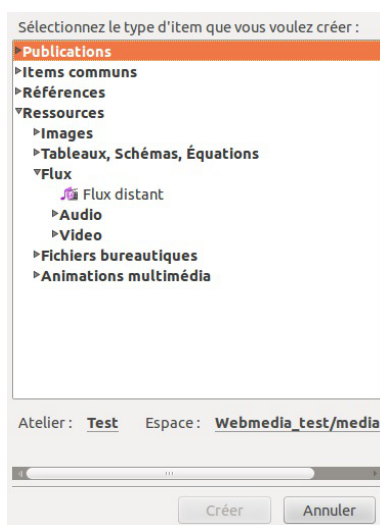 Sélectionnez le type d'item que vous voulez créer :
Publications
Items communs
Références
Ressources
Images
Tableaux, Schémas, Équations
Flux
Flux distant
Audio
Video
Fichiers bureautiques
Animations multimédia
Atelier : Test Espace : Webmedia_test/media
Créer Annuler